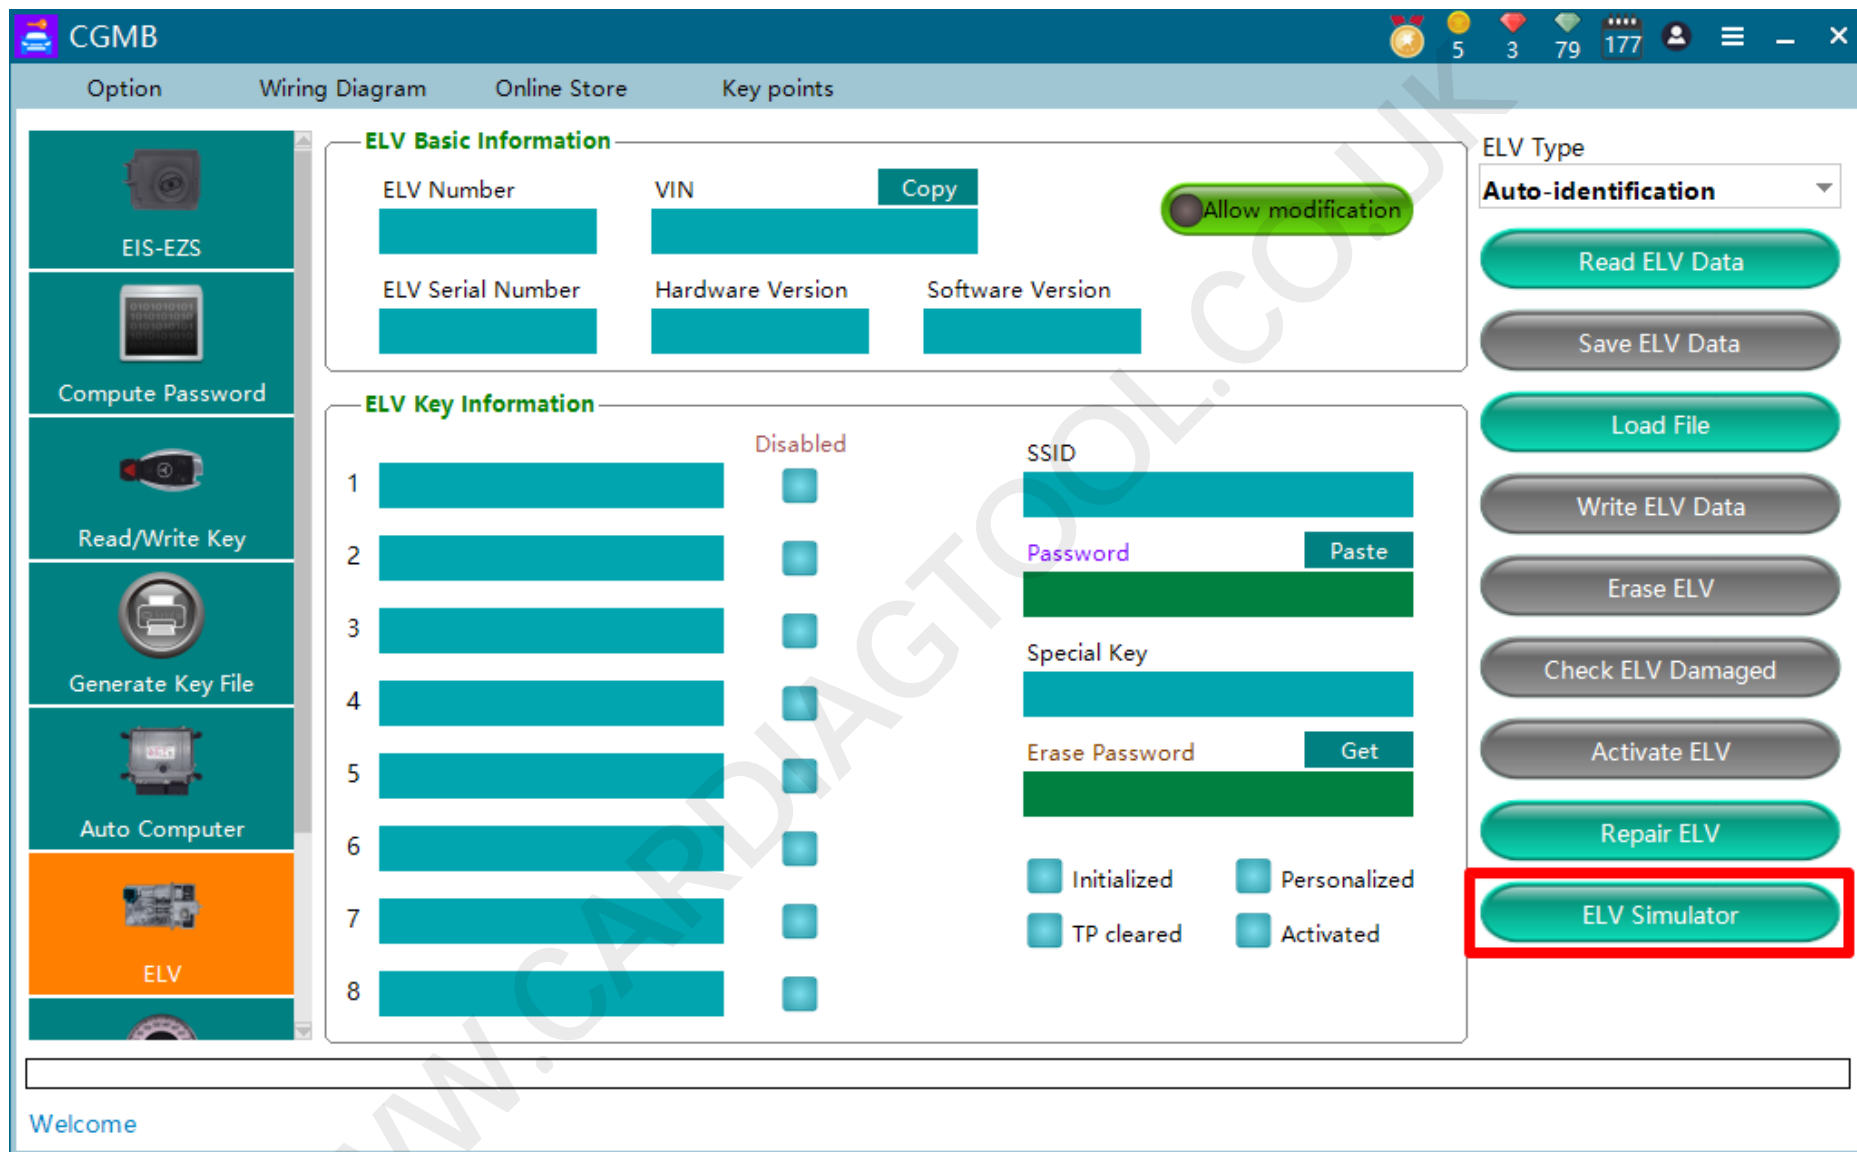 CGMB
5
3
79
177
Option
Wiring Diagram
Online Store
Key points
EIS-EZS
Compute Password
Read/Write Key
Generate Key File
Auto Computer
ELV
ELV Basic Information
ELV Number
VIN
Copy
Allow modification
ELV Serial Number
Hardware Version
Software Version
ELV Key Information
Disabled
1
2
3
4
5
6
7
8
SSID
Password
Paste
Special Key
Erase Password
Get
Initialized
Personalized
TP cleared
Activated
ELV Type
Auto-identification
Read ELV Data
Save ELV Data
Load File
Write ELV Data
Erase ELV
Check ELV Damaged
Activate ELV
Repair ELV
ELV Simulator
Welcome
WW.CARDIAGTOOL.CO.UK